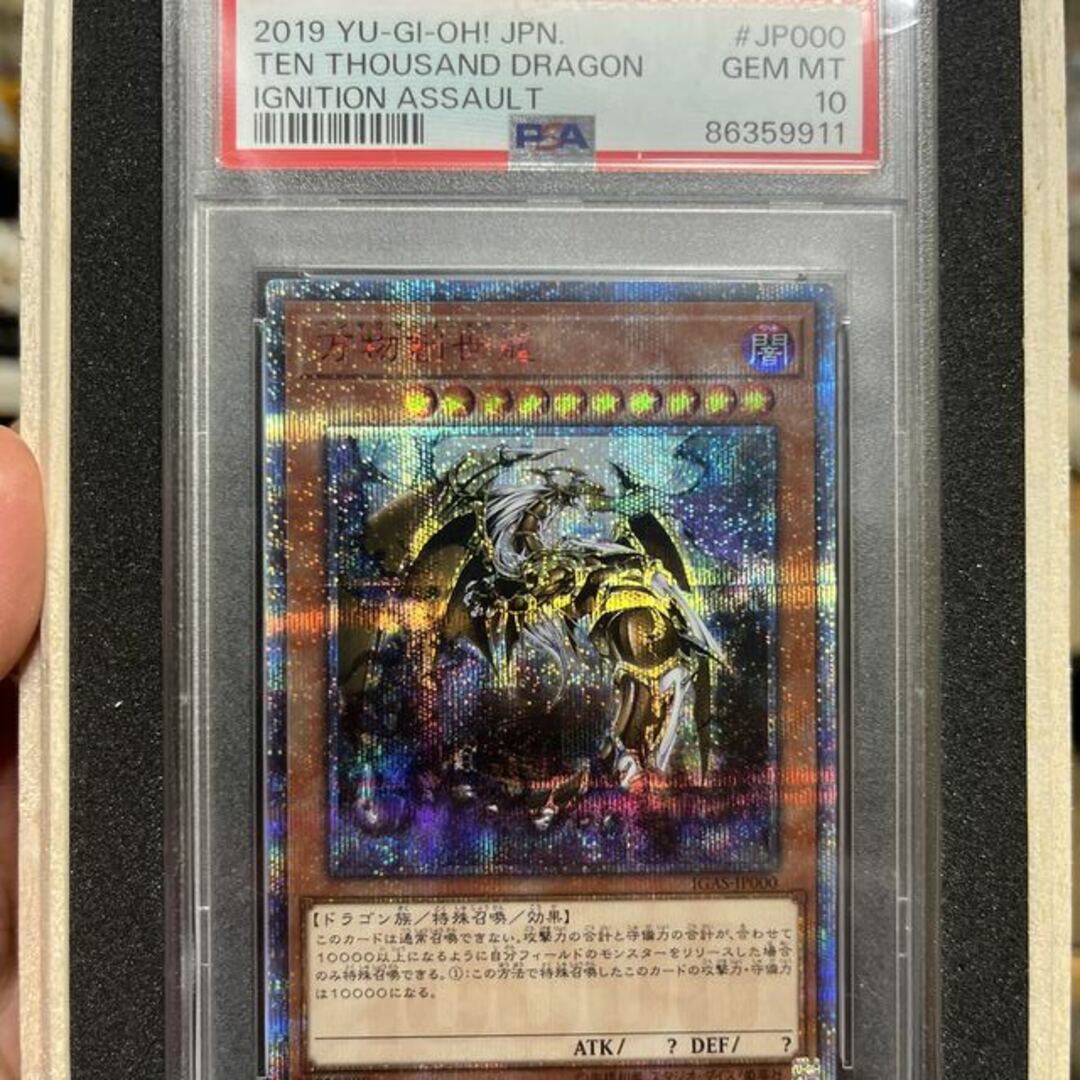 2019 YU-GI-OH! JPN. #JP000
TEN THOUSAND DRAGON GEM MT
IGNITION ASSAULT 10
PSA 86359911
万物創世龍
闇
IGAS-JP000
【ドラゴン族/特殊召喚/効果】
このカードは通常召喚できない。攻撃力の合計と守備力の合計が、合わせて
10000以上になるように自分フィールドのモンスターをリリースした場合
のみ特殊召喚できる。①:この方法で特殊召喚したこのカードの攻撃力・守備力
は10000になる。
ATK/ ? DEF/ ?